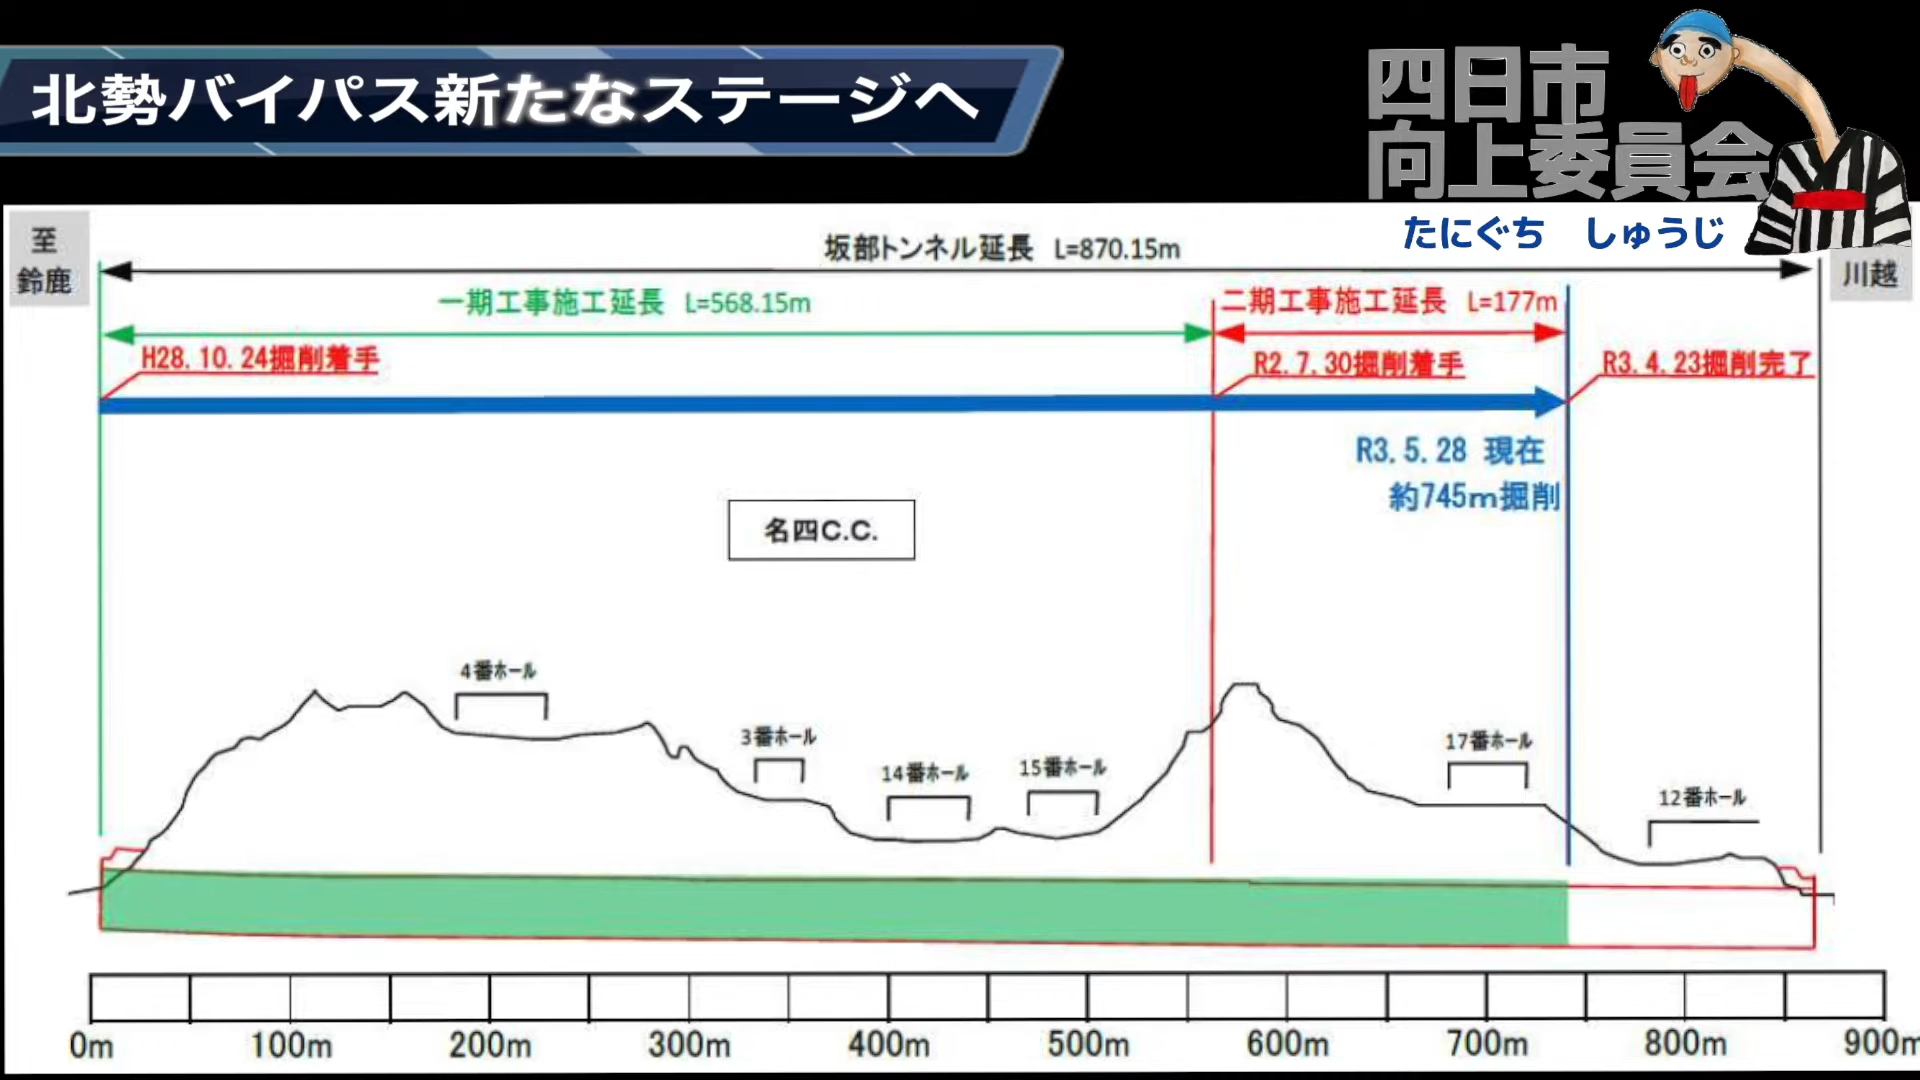 北勢バイパス新たなステージへ
四日市
向上委員会
たにぐち しゅうじ
至
鈴鹿
川越
坂部トンネル延長 L=870.15m
一期工事施工延長 L=568.15m
二期工事施工延長 L=177m
H28.10.24掘削着手
R2.7.30掘削着手
R3.4.23掘削完了
R3.5.28 現在
約745m掘削
名四C.C.
4番ホール
3番ホール
14番ホール
15番ホール
17番ホール
12番ホール
0m 100m 200m 300m 400m 500m 600m 700m 800m 900m